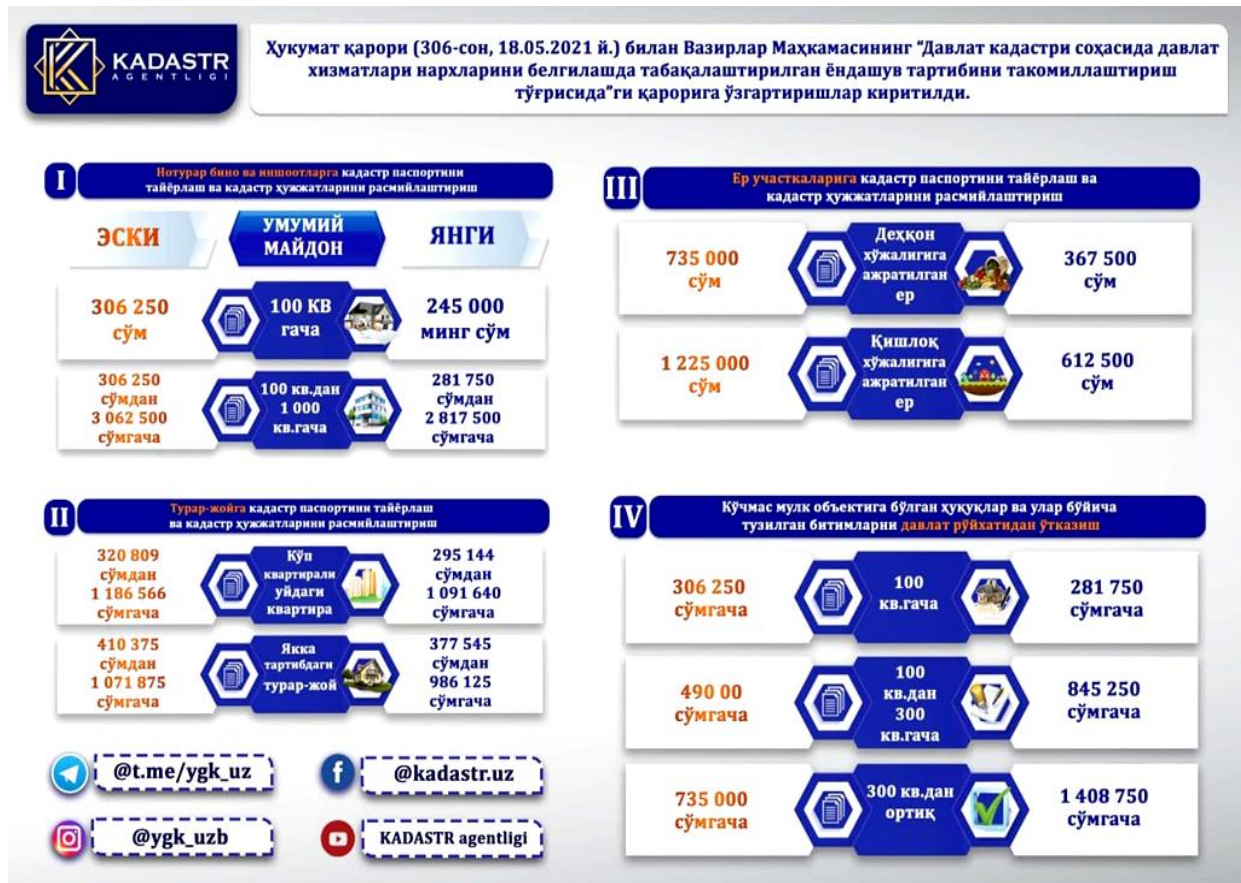 KADASTR
AGENTLIGI
Ҳукумат қарори (306-сон, 18.05.2021 й.) билан Вазирлар Маҳкамасининг “Давлат кадастри соҳасида давлат
хизматлари нархларини белгилашда табақалаштирилган ёндашув тартибини такомиллаштириш
тўғрисида”ги қарорига ўзгартиришлар киритилди.
I
Нотурар бино ва иншоотларга кадастр паспортини
тайёрлаш ва кадастр ҳужжатларини расмийлаштириш
ЭСКИ
УМУМИЙ
МАЙДОН
ЯНГИ
306 250
сўм
100 КВ
гача
245 000
минг сўм
306 250
сўмдан
3 062 500
сўмгача
100 кв.дан
1 000
кв.гача
281 750
сўмдан
2 817 500
сўмгача
II
Турар-жойга кадастр паспортини тайёрлаш
ва кадастр ҳужжатларини расмийлаштириш
320 809
сўмдан
1 186 566
сўмгача
Кўп
квартирали
уйдаги
квартира
295 144
сўмдан
1 091 640
сўмгача
410 375
сўмдан
1 071 875
сўмгача
Якка
тартибдаги
турар-жой
377 545
сўмдан
986 125
сўмгача
@t.me/ygk_uz
@kadastr.uz
@ygk_uzb
KADASTR agentligi
III
Ер участкаларига кадастр паспортини тайёрлаш ва
кадастр ҳужжатларини расмийлаштириш
735 000
сўм
Деҳқон
хўжалигига
ажратилган
ер
367 500
сўм
1 225 000
сўм
Қишлоқ
хўжалигига
ажратилган
ер
612 500
сўм
IV
Кўчмас мулк объектига бўлган ҳуқуқлар ва улар бўйича
тузилган битимларни давлат рўйхатидан ўтказиш
306 250
сўмгача
100
кв.гача
281 750
сўмгача
490 00
сўмгача
100
кв.дан
300
кв.гача
845 250
сўмгача
735 000
сўмгача
300 кв.дан
ортиқ
1 408 750
сўмгача